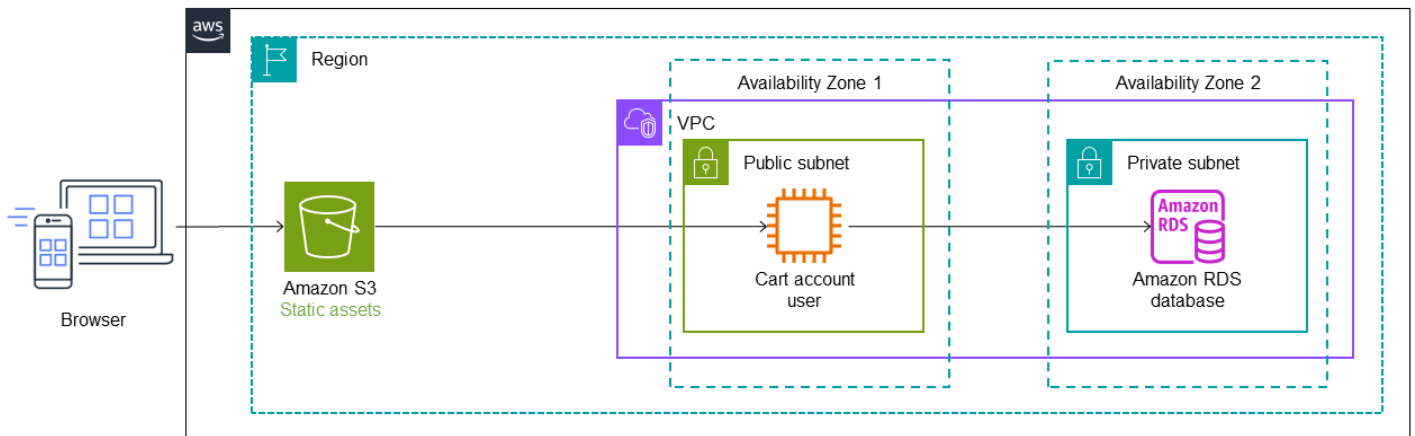 aws
Region
Availability Zone 1
Availability Zone 2
VPC
Public subnet
Private subnet
Amazon
RDS
Amazon S3
Static assets
Cart account
user
Amazon RDS
database
Browser